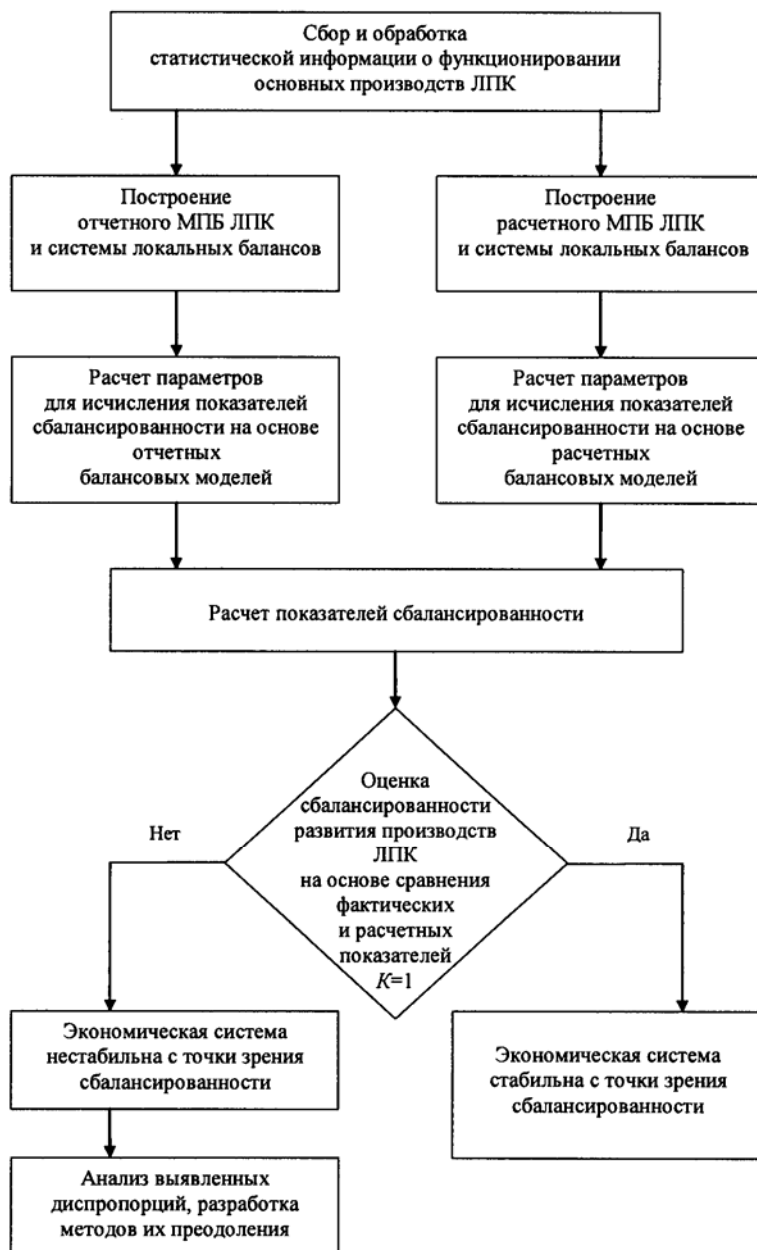 Сбор и обработка
статистической информации о функционировании
основных производств ЛПК
Построение
отчетного МПБ ЛПК
и системы локальных балансов
Построение
расчетного МПБ ЛПК
и системы локальных балансов
Расчет параметров
для исчисления показателей
сбалансированности на основе
отчетных
балансовых моделей
Расчет параметров
для исчисления показателей
сбалансированности на основе
расчетных
балансовых моделей
Расчет показателей сбалансированности
Оценка
сбалансированности
развития производств
ЛПК
на основе сравнения
фактических
и расчетных
показателей
K=1
Нет
Да
Экономическая система
нестабильна с точки зрения
сбалансированности
Экономическая система
стабильна с точки зрения
сбалансированности
Анализ выявленных
диспропорций, разработка
методов их преодоления